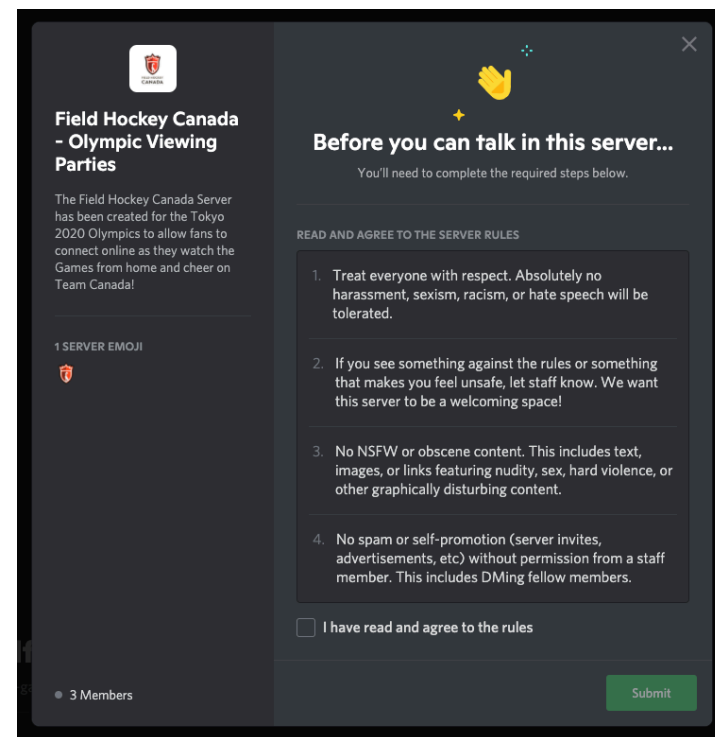 CANADA
Field Hockey Canada
- Olympic Viewing
Parties
The Field Hockey Canada Server
has been created for the Tokyo
2020 Olympics to allow fans to
connect online as they watch the
Games from home and cheer on
Team Canada!
1 SERVER EMOJI
3 Members
Before you can talk in this server...
You'll need to complete the required steps below.
READ AND AGREE TO THE SERVER RULES
1. Treat everyone with respect. Absolutely no
harassment, sexism, racism, or hate speech will be
tolerated.
2. If you see something against the rules or something
that makes you feel unsafe, let staff know. We want
this server to be a welcoming space!
3. No NSFW or obscene content. This includes text,
images, or links featuring nudity, sex, hard violence, or
other graphically disturbing content.
4. No spam or self-promotion (server invites,
advertisements, etc) without permission from a staff
member. This includes DMing fellow members.
I have read and agree to the rules
Submit